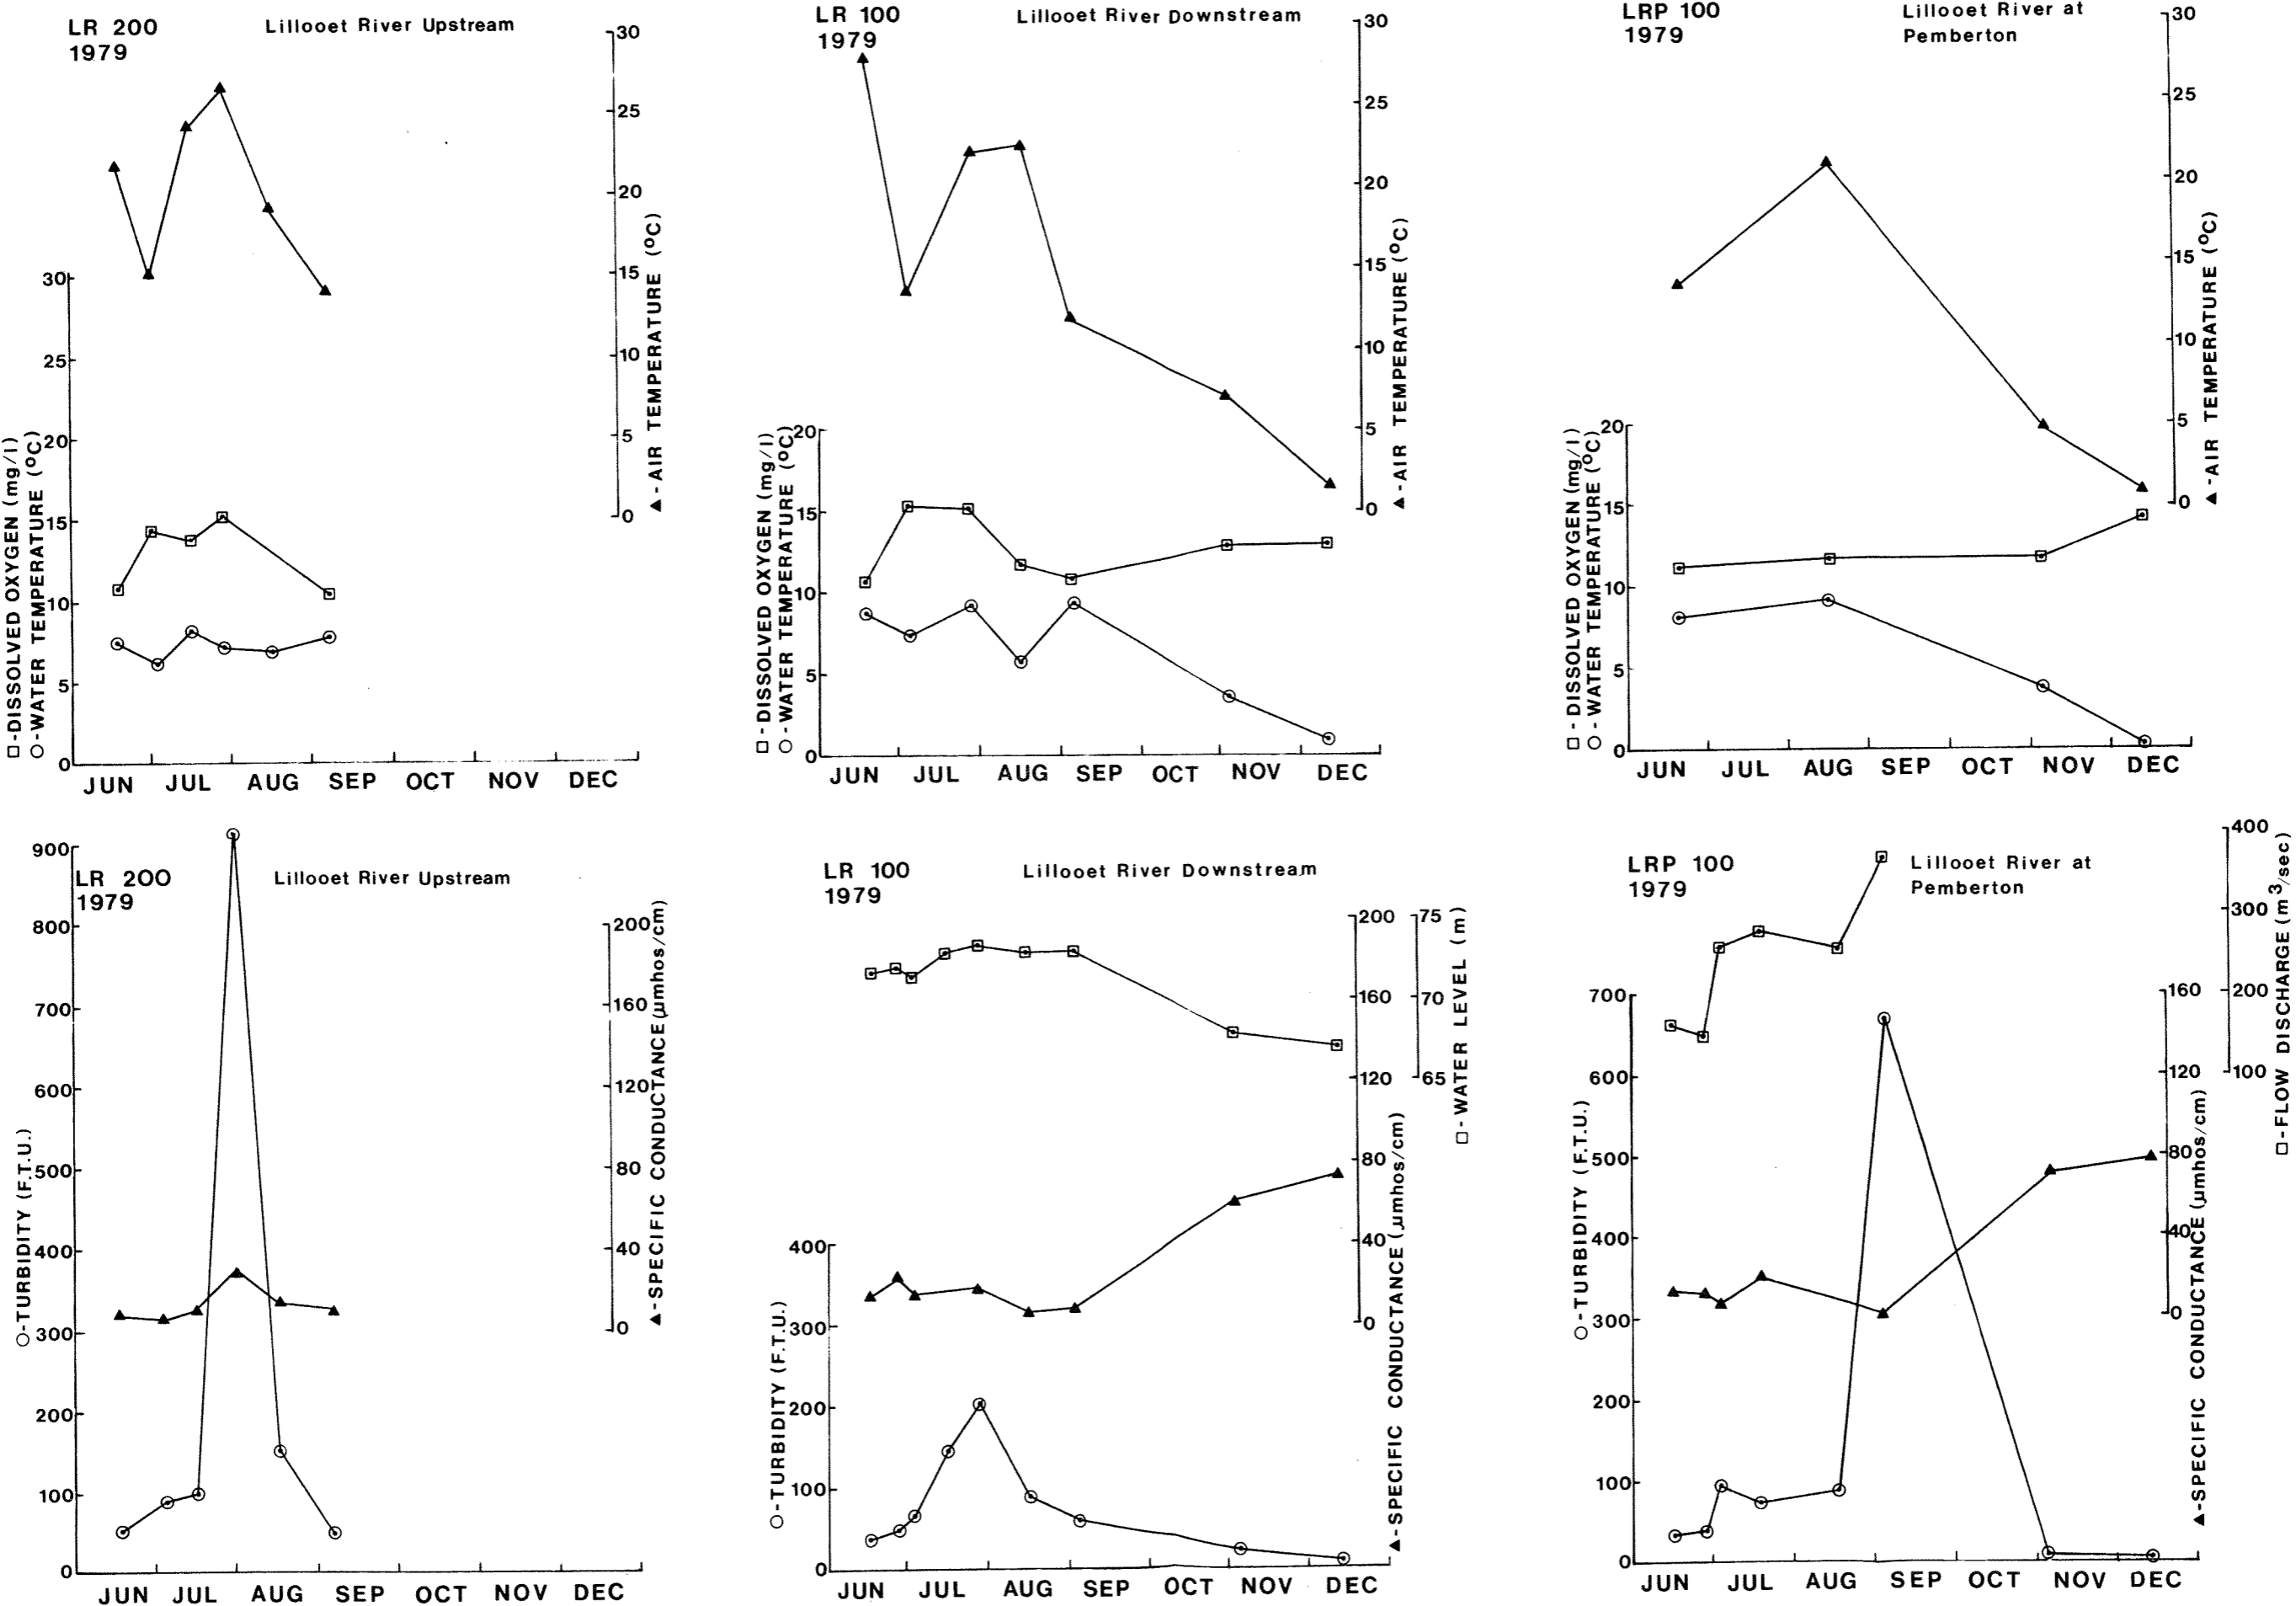 LR 200 Lillooet River Upstream
1979
30
25
20
15
10
5
0
▲-AIR TEMPERATURE (°C)
30
25
20
15
10
5
0
□-DISSOLVED OXYGEN (mg/l)
○-WATER TEMPERATURE (°C)
JUN JUL AUG SEP OCT NOV DEC
LR 100 Lillooet River Downstream
1979
30
25
20
15
10
5
0
▲-AIR TEMPERATURE (°C)
20
15
10
5
0
□-DISSOLVED OXYGEN (mg/l)
○-WATER TEMPERATURE (°C)
JUN JUL AUG SEP OCT NOV DEC
LRP 100 Lillooet River at
1979 Pemberton
30
25
20
15
10
5
0
▲-AIR TEMPERATURE (°C)
20
15
10
5
0
□-DISSOLVED OXYGEN (mg/l)
○-WATER TEMPERATURE (°C)
JUN JUL AUG SEP OCT NOV DEC
LR 200 Lillooet River Upstream
1979
900
800
700
600
500
400
300
200
100
0
○-TURBIDITY (F.T.U.)
200
160
120
80
40
0
▲-SPECIFIC CONDUCTANCE (µmhos/cm)
JUN JUL AUG SEP OCT NOV DEC
LR 100 Lillooet River Downstream
1979
400
300
200
100
0
○-TURBIDITY (F.T.U.)
200
160
120
80
40
0
▲-SPECIFIC CONDUCTANCE (µmhos/cm)
75
70
65
□-WATER LEVEL (m)
JUN JUL AUG SEP OCT NOV DEC
LRP 100 Lillooet River at
1979 Pemberton
700
600
500
400
300
200
100
0
○-TURBIDITY (F.T.U.)
160
120
80
40
0
▲-SPECIFIC CONDUCTANCE (µmhos/cm)
400
300
200
100
□-FLOW DISCHARGE (m³/sec)
JUN JUL AUG SEP OCT NOV DEC